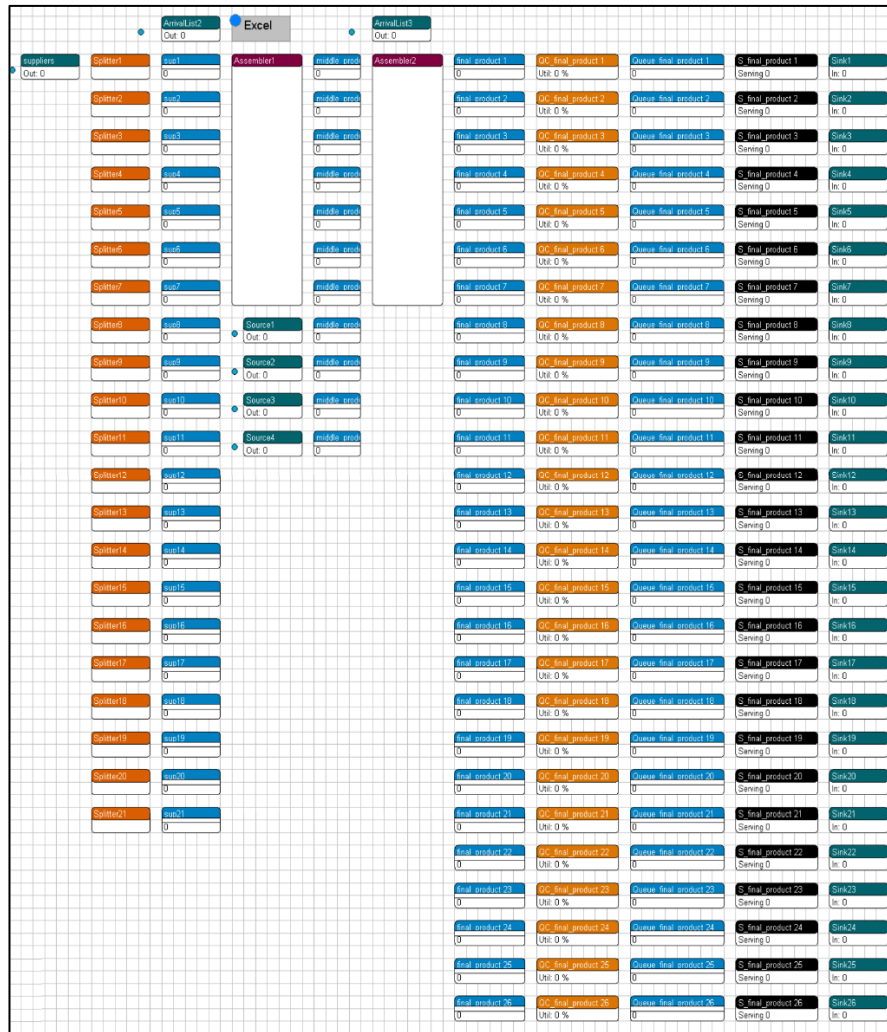 ArrivalList2 Excel ArrivalList3
Out: 0 Out: 0
suppliers Splitter1 sup1 Assembler1 middle_prod Assembler2 final_product 1 QC_final_product 1 Queue_final_product 1 S_final_product 1 Sink1
Out: 0 0 0 0 Util: 0 % 0 Serving 0 In: 0
Splitter2 sup2 middle_prod final_product 2 QC_final_product 2 Queue_final_product 2 S_final_product 2 Sink2
0 0 0 Util: 0 % 0 Serving 0 In: 0
Splitter3 sup3 middle_prod final_product 3 QC_final_product 3 Queue_final_product 3 S_final_product 3 Sink3
0 0 0 Util: 0 % 0 Serving 0 In: 0
Splitter4 sup4 middle_prod final_product 4 QC_final_product 4 Queue_final_product 4 S_final_product 4 Sink4
0 0 0 Util: 0 % 0 Serving 0 In: 0
Splitter5 sup5 middle_prod final_product 5 QC_final_product 5 Queue_final_product 5 S_final_product 5 Sink5
0 0 0 Util: 0 % 0 Serving 0 In: 0
Splitter6 sup6 middle_prod final_product 6 QC_final_product 6 Queue_final_product 6 S_final_product 6 Sink6
0 0 0 Util: 0 % 0 Serving 0 In: 0
Splitter7 sup7 middle_prod final_product 7 QC_final_product 7 Queue_final_product 7 S_final_product 7 Sink7
0 0 0 Util: 0 % 0 Serving 0 In: 0
Splitter8 sup8 Source1 middle_prod final_product 8 QC_final_product 8 Queue_final_product 8 S_final_product 8 Sink8
0 Out: 0 0 0 Util: 0 % 0 Serving 0 In: 0
Splitter9 sup9 Source2 middle_prod final_product 9 QC_final_product 9 Queue_final_product 9 S_final_product 9 Sink9
0 Out: 0 0 0 Util: 0 % 0 Serving 0 In: 0
Splitter10 sup10 Source3 middle_prod final_product 10 QC_final_product 10 Queue_final_product 10 S_final_product 10 Sink10
0 Out: 0 0 0 Util: 0 % 0 Serving 0 In: 0
Splitter11 sup11 Source4 middle_prod final_product 11 QC_final_product 11 Queue_final_product 11 S_final_product 11 Sink11
0 Out: 0 0 0 Util: 0 % 0 Serving 0 In: 0
Splitter12 sup12 final_product 12 QC_final_product 12 Queue_final_product 12 S_final_product 12 Sink12
0 0 Util: 0 % 0 Serving 0 In: 0
Splitter13 sup13 final_product 13 QC_final_product 13 Queue_final_product 13 S_final_product 13 Sink13
0 0 Util: 0 % 0 Serving 0 In: 0
Splitter14 sup14 final_product 14 QC_final_product 14 Queue_final_product 14 S_final_product 14 Sink14
0 0 Util: 0 % 0 Serving 0 In: 0
Splitter15 sup15 final_product 15 QC_final_product 15 Queue_final_product 15 S_final_product 15 Sink15
0 0 Util: 0 % 0 Serving 0 In: 0
Splitter16 sup16 final_product 16 QC_final_product 16 Queue_final_product 16 S_final_product 16 Sink16
0 0 Util: 0 % 0 Serving 0 In: 0
Splitter17 sup17 final_product 17 QC_final_product 17 Queue_final_product 17 S_final_product 17 Sink17
0 0 Util: 0 % 0 Serving 0 In: 0
Splitter18 sup18 final_product 18 QC_final_product 18 Queue_final_product 18 S_final_product 18 Sink18
0 0 Util: 0 % 0 Serving 0 In: 0
Splitter19 sup19 final_product 19 QC_final_product 19 Queue_final_product 19 S_final_product 19 Sink19
0 0 Util: 0 % 0 Serving 0 In: 0
Splitter20 sup20 final_product 20 QC_final_product 20 Queue_final_product 20 S_final_product 20 Sink20
0 0 Util: 0 % 0 Serving 0 In: 0
Splitter21 sup21 final_product 21 QC_final_product 21 Queue_final_product 21 S_final_product 21 Sink21
0 0 Util: 0 % 0 Serving 0 In: 0
final_product 22 QC_final_product 22 Queue_final_product 22 S_final_product 22 Sink22
0 Util: 0 % 0 Serving 0 In: 0
final_product 23 QC_final_product 23 Queue_final_product 23 S_final_product 23 Sink23
0 Util: 0 % 0 Serving 0 In: 0
final_product 24 QC_final_product 24 Queue_final_product 24 S_final_product 24 Sink24
0 Util: 0 % 0 Serving 0 In: 0
final_product 25 QC_final_product 25 Queue_final_product 25 S_final_product 25 Sink25
0 Util: 0 % 0 Serving 0 In: 0
final_product 26 QC_final_product 26 Queue_final_product 26 S_final_product 26 Sink26
0 Util: 0 % 0 Serving 0 In: 0